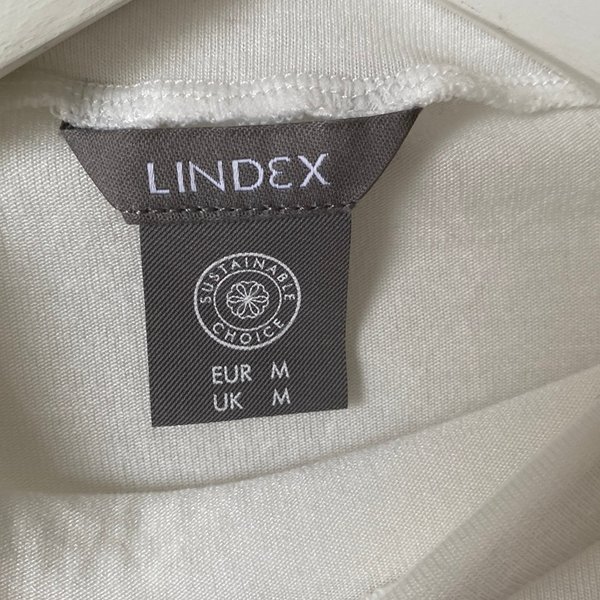 LINDEX
SUSTAINABLE
CHOICE
EUR M
UK M